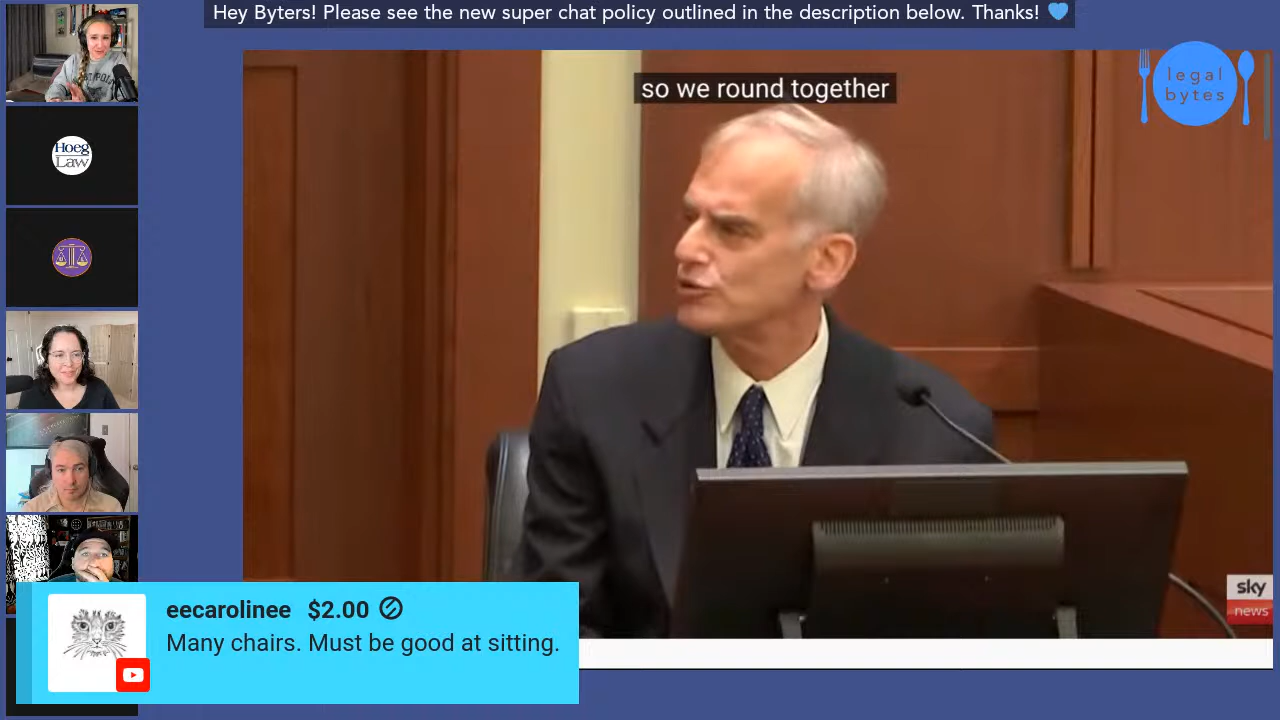 Hey Byters! Please see the new super chat policy outlined in the description below. Thanks! 💙
legal
bytes
so we round together
Hoeg
Law
eecarolinee $2.00
Many chairs. Must be good at sitting.
sky
news